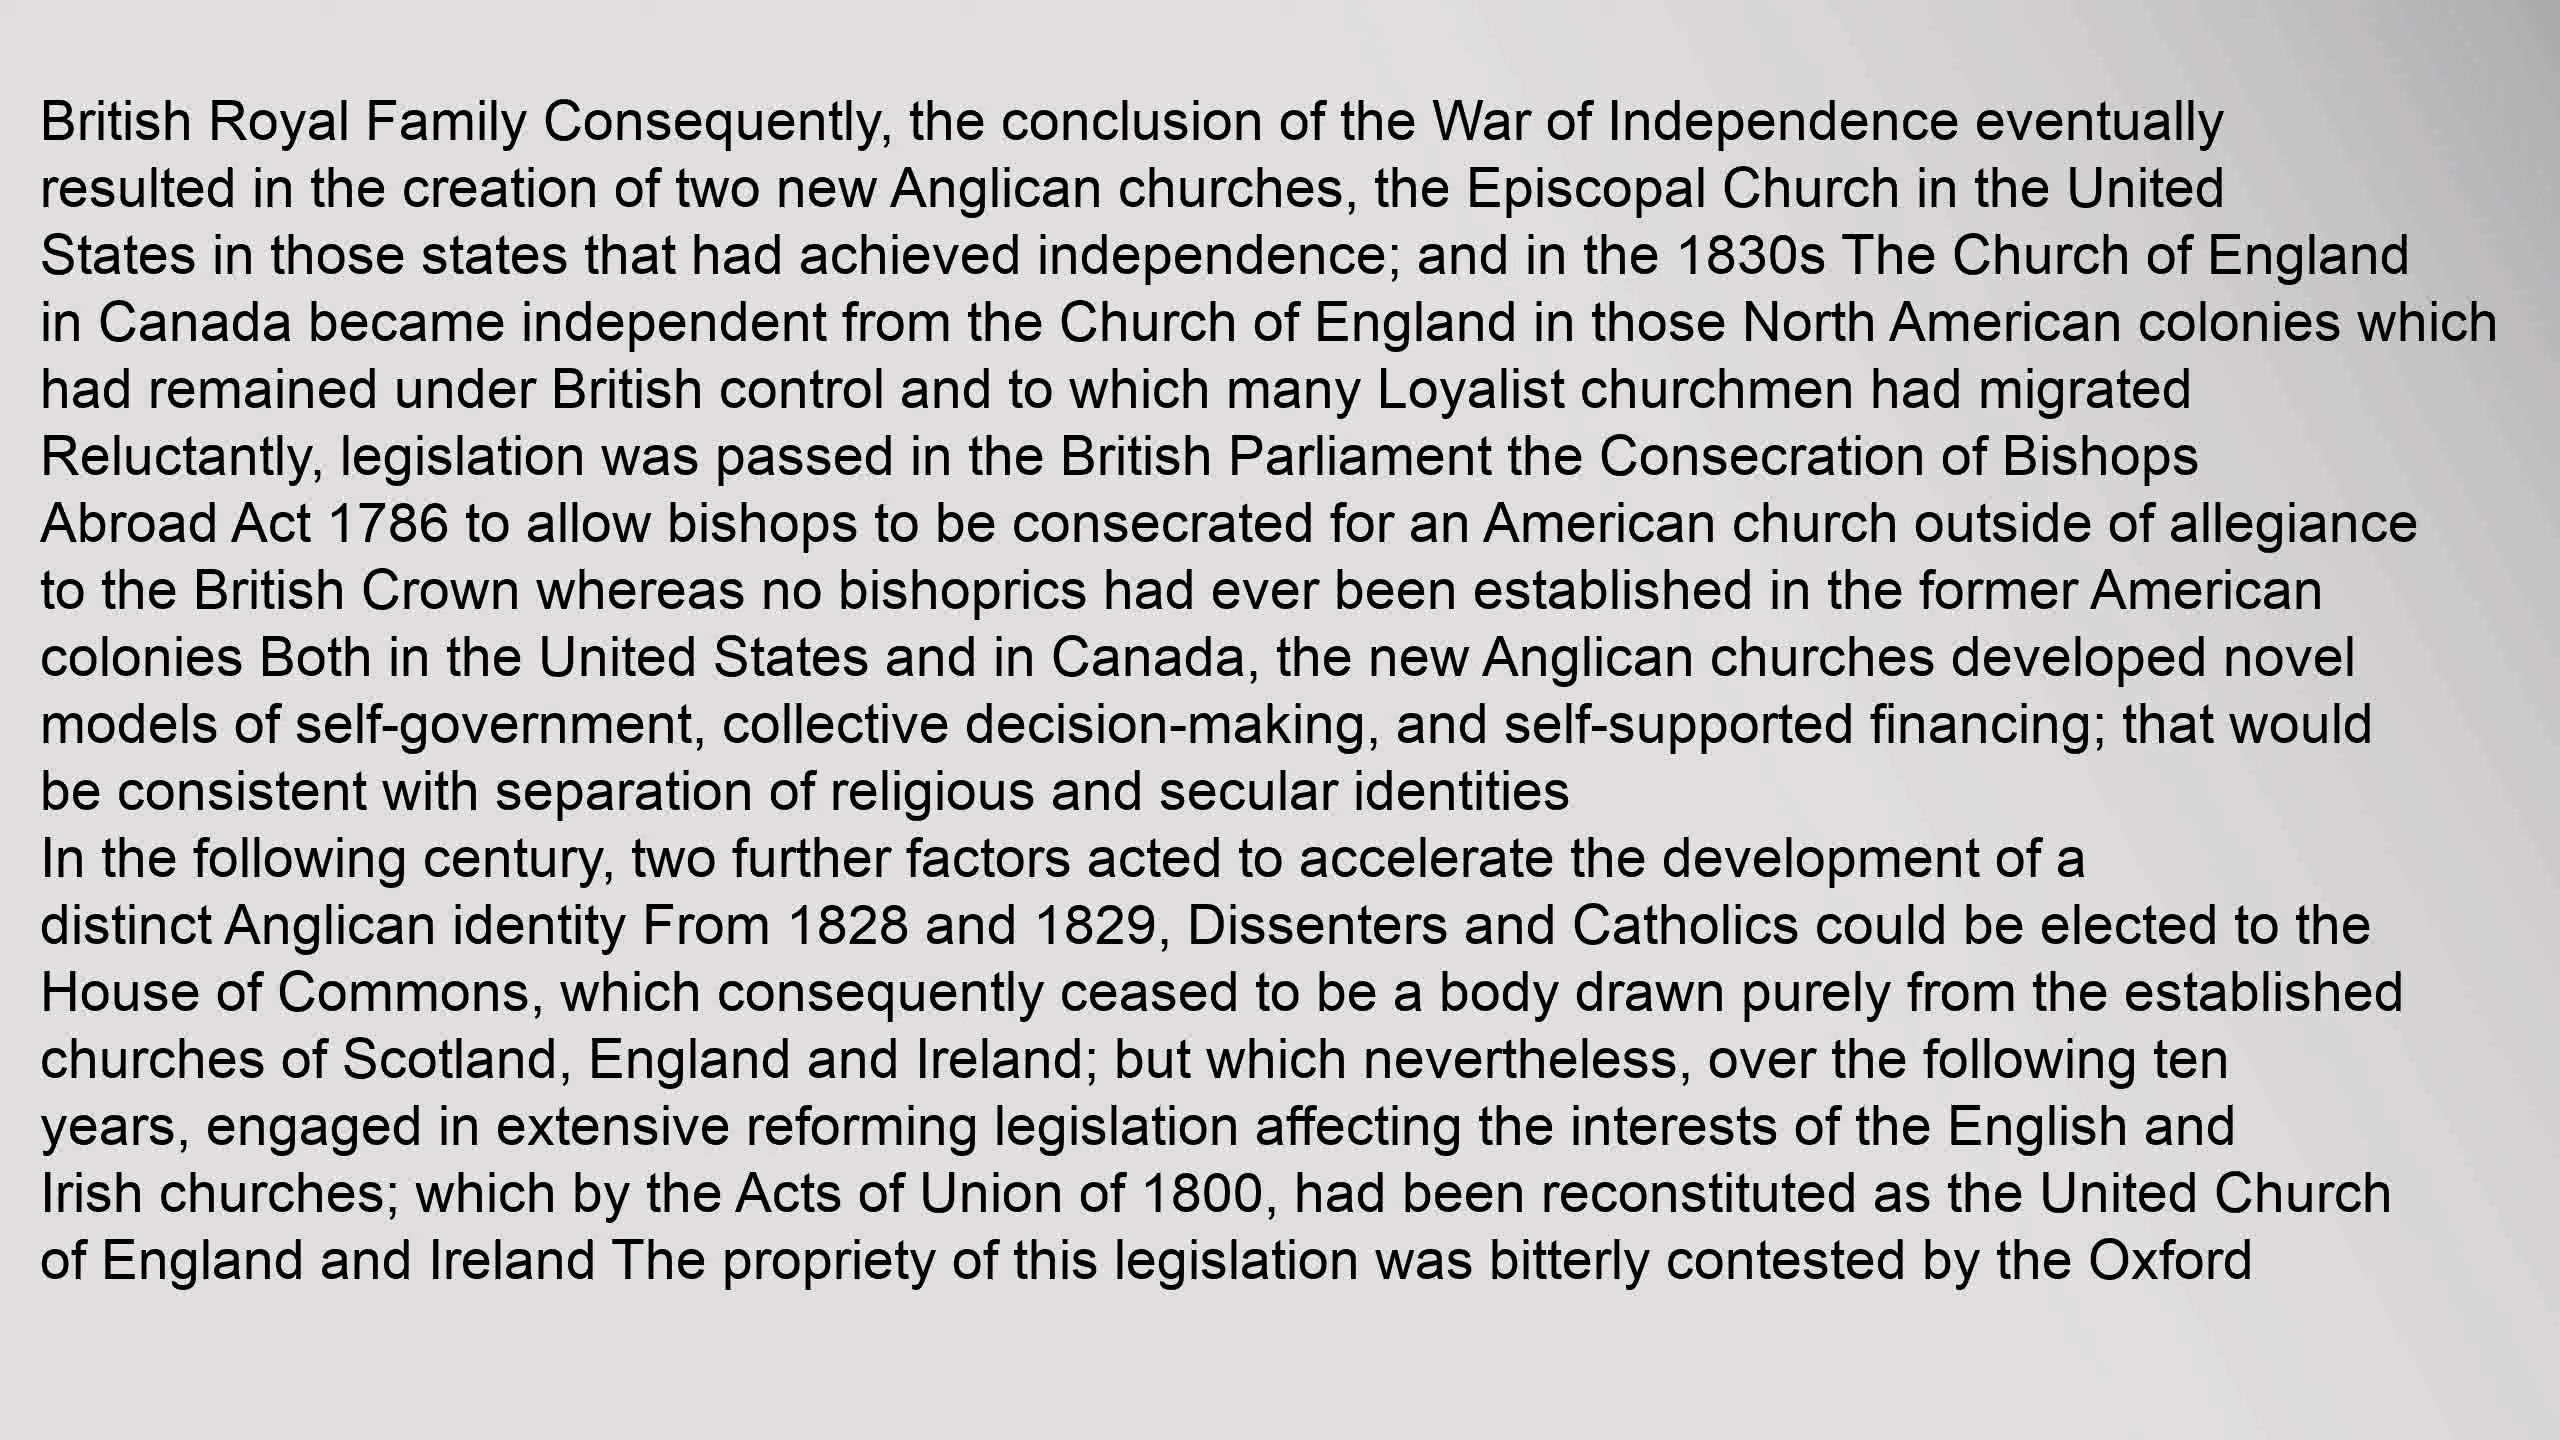 British Royal Family Consequently, the conclusion of the War of Independence eventually
resulted in the creation of two new Anglican churches, the Episcopal Church in the United
States in those states that had achieved independence; and in the 1830s The Church of England
in Canada became independent from the Church of England in those North American colonies which
had remained under British control and to which many Loyalist churchmen had migrated
Reluctantly, legislation was passed in the British Parliament the Consecration of Bishops
Abroad Act 1786 to allow bishops to be consecrated for an American church outside of allegiance
to the British Crown whereas no bishoprics had ever been established in the former American
colonies Both in the United States and in Canada, the new Anglican churches developed novel
models of self-government, collective decision-making, and self-supported financing; that would
be consistent with separation of religious and secular identities
In the following century, two further factors acted to accelerate the development of a
distinct Anglican identity From 1828 and 1829, Dissenters and Catholics could be elected to the
House of Commons, which consequently ceased to be a body drawn purely from the established
churches of Scotland, England and Ireland; but which nevertheless, over the following ten
years, engaged in extensive reforming legislation affecting the interests of the English and
Irish churches; which by the Acts of Union of 1800, had been reconstituted as the United Church
of England and Ireland The propriety of this legislation was bitterly contested by the Oxford